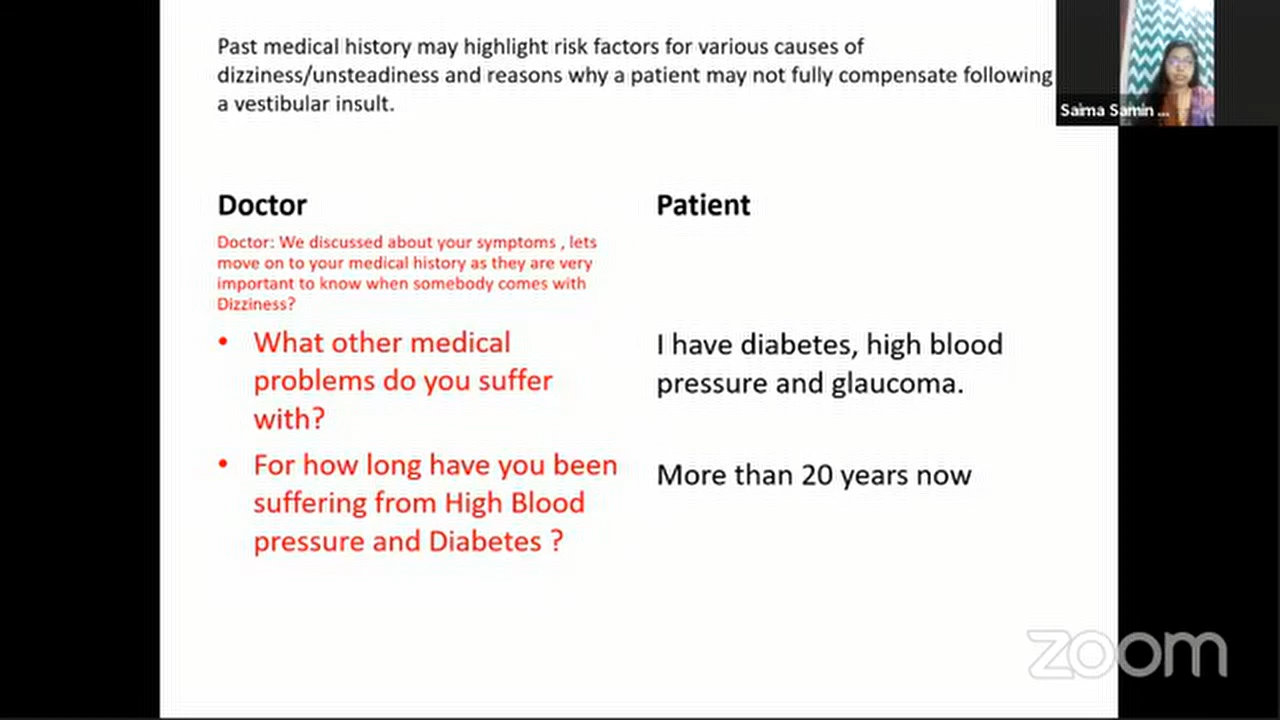 Past medical history may highlight risk factors for various causes of
dizziness/unsteadiness and reasons why a patient may not fully compensate following
a vestibular insult.
Saima Samin ...
Doctor
Patient
Doctor: We discussed about your symptoms , lets
move on to your medical history as they are very
important to know when somebody comes with
Dizziness?
• What other medical
problems do you suffer
with?
I have diabetes, high blood
pressure and glaucoma.
• For how long have you been
suffering from High Blood
pressure and Diabetes ?
More than 20 years now
zoom